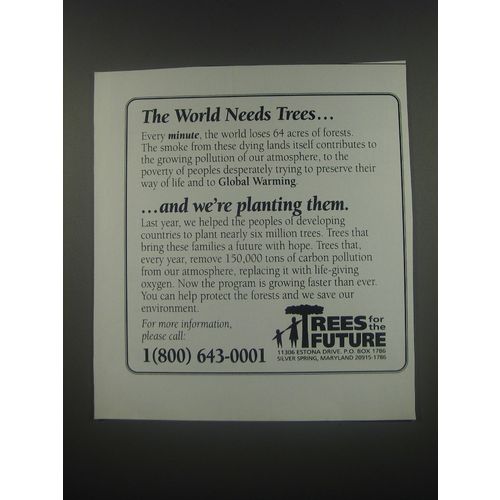 The World Needs Trees...
Every minute, the world loses 64 acres of forests.
The smoke from these dying lands itself contributes to
the growing pollution of our atmosphere, to the
poverty of peoples desperately trying to preserve their
way of life and to Global Warming.
...and we're planting them.
Last year, we helped the peoples of developing
countries to plant nearly six million trees. Trees that
bring these families a future with hope. Trees that,
every year, remove 150,000 tons of carbon pollution
from our atmosphere, replacing it with life-giving
oxygen. Now the program is growing faster than ever.
You can help protect the forests and we save our
environment.
For more information,
please call:
1(800) 643-0001
TREES for the
FUTURE
11306 ESTONA DRIVE. P.O. BOX 1786
SILVER SPRING, MARYLAND 20915-1786